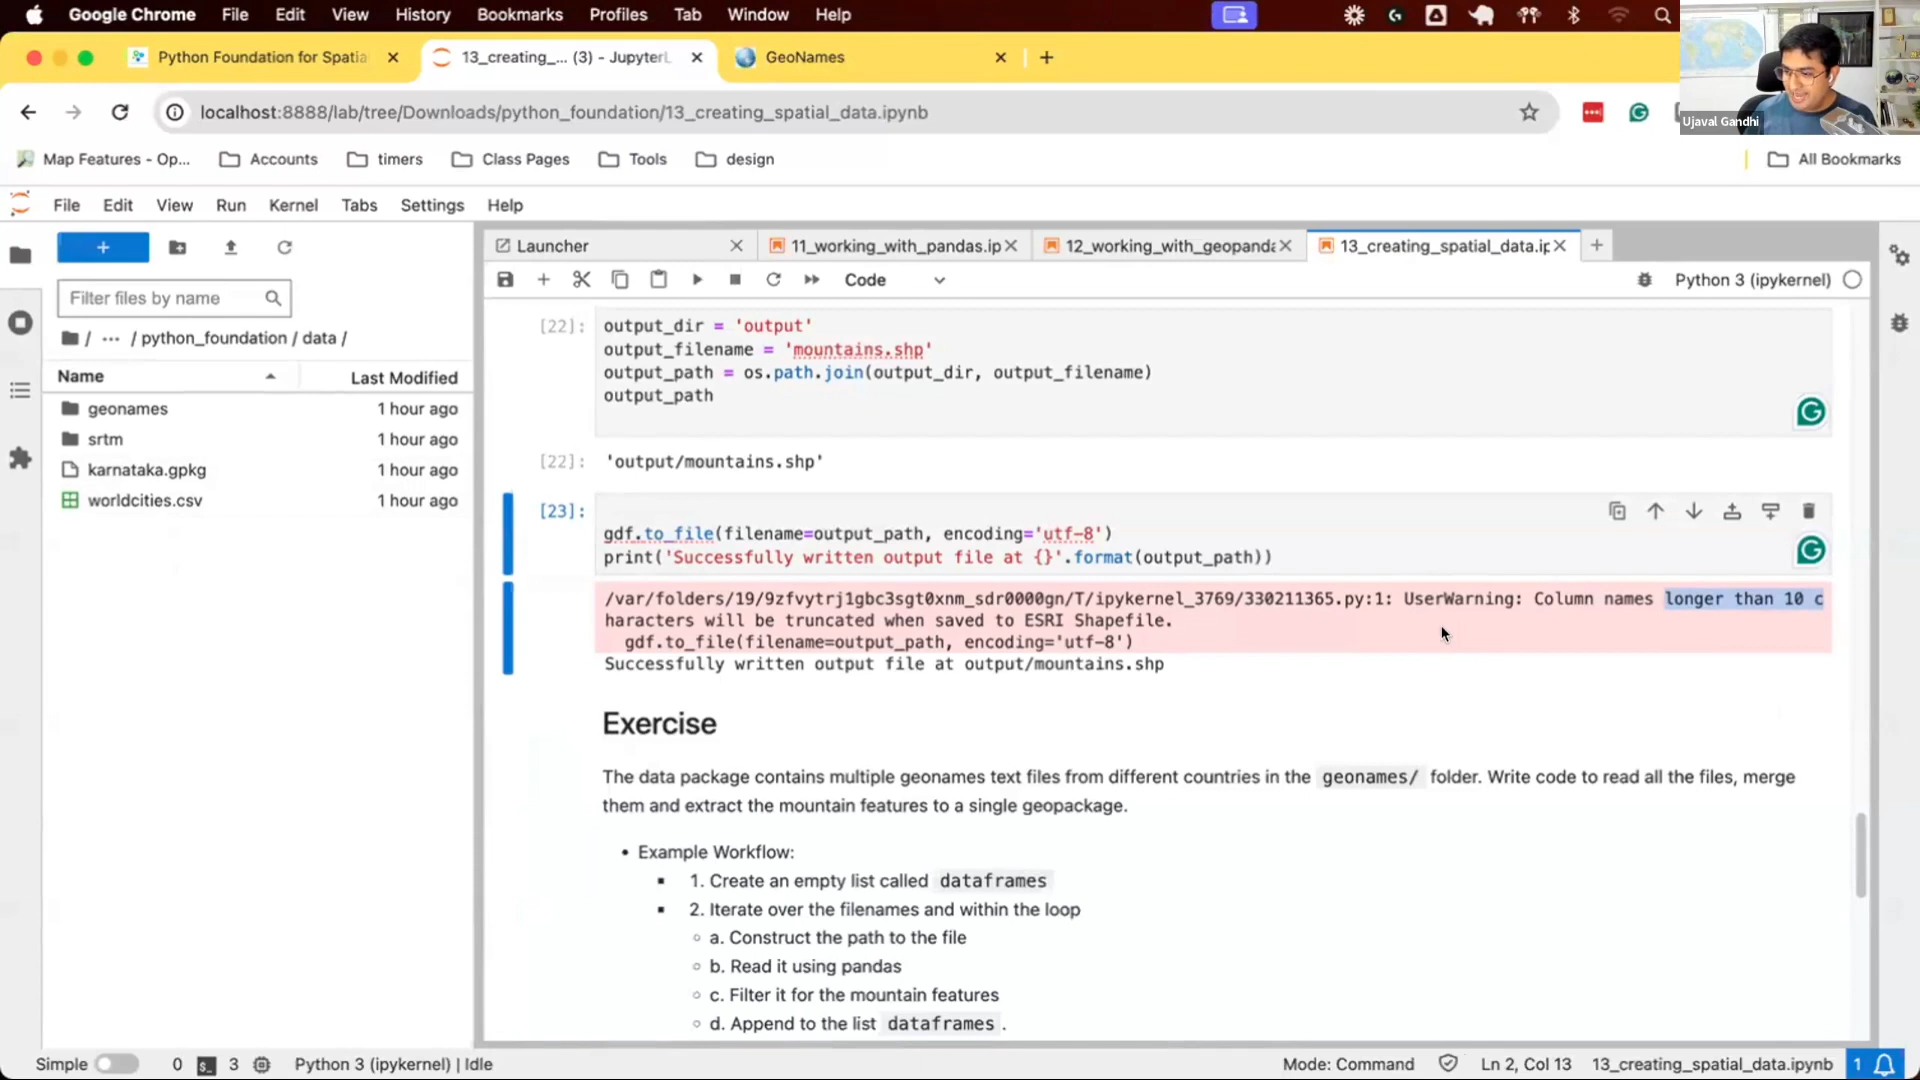 Google Chrome File Edit View History Bookmarks Profiles Tab Window Help
Python Foundation for Spatia
13_creating_... (3) - JupyterL
GeoNames
localhost:8888/lab/tree/Downloads/python_foundation/13_creating_spatial_data.ipynb
Ujaval Gandhi
Map Features - Op...
Accounts
timers
Class Pages
Tools
design
All Bookmarks
File Edit View Run Kernel Tabs Settings Help
Launcher
11_working_with_pandas.ip
12_working_with_geopanda
13_creating_spatial_data.ip
Code
Python 3 (ipykernel)
Filter files by name
/ ... / python_foundation / data /
Name Last Modified
geonames 1 hour ago
srtm 1 hour ago
karnataka.gpkg 1 hour ago
worldcities.csv 1 hour ago
[22]: output_dir = 'output'
output_filename = 'mountains.shp'
output_path = os.path.join(output_dir, output_filename)
output_path
[22]: 'output/mountains.shp'
[23]:
gdf.to_file(filename=output_path, encoding='utf-8')
print('Successfully written output file at {}'.format(output_path))
/var/folders/19/9zfvytrj1gbc3sgt0xnm_sdr0000gn/T/ipykernel_3769/330211365.py:1: UserWarning: Column names longer than 10 c
haracters will be truncated when saved to ESRI Shapefile.
gdf.to_file(filename=output_path, encoding='utf-8')
Successfully written output file at output/mountains.shp
Exercise
The data package contains multiple geonames text files from different countries in the geonames/ folder. Write code to read all the files, merge
them and extract the mountain features to a single geopackage.
• Example Workflow:
▪ 1. Create an empty list called dataframes
▪ 2. Iterate over the filenames and within the loop
◦ a. Construct the path to the file
◦ b. Read it using pandas
◦ c. Filter it for the mountain features
◦ d. Append to the list dataframes .
Simple 0 3 Python 3 (ipykernel) | Idle
Mode: Command Ln 2, Col 13 13_creating_spatial_data.ipynb 1